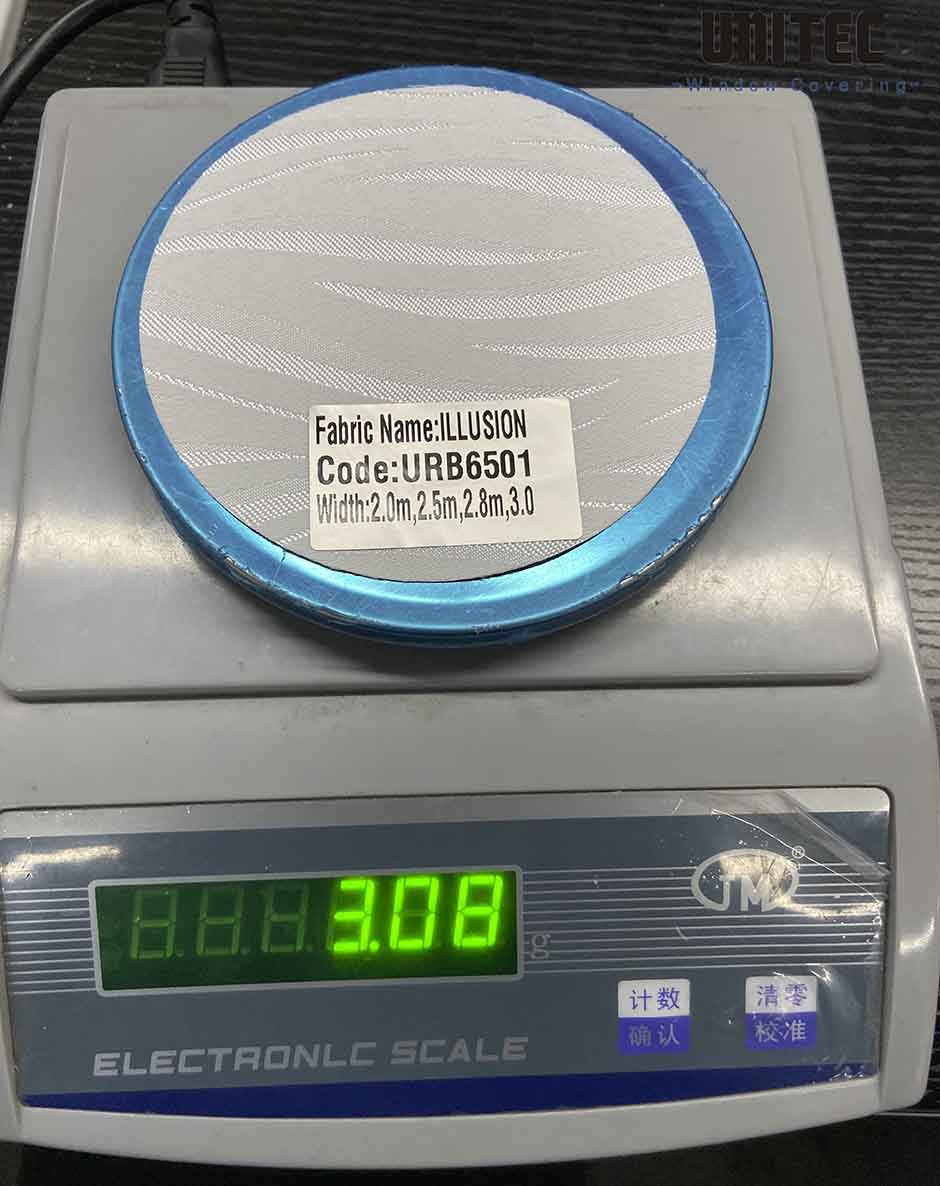 UNITEC
-Window Covering-
Fabric Name:ILLUSION
Code:URB6501
Width:2.0m,2.5m,2.8m,3.0
JM®
3.08
g
计数
确认
清零
校准
ELECTRONLC SCALE